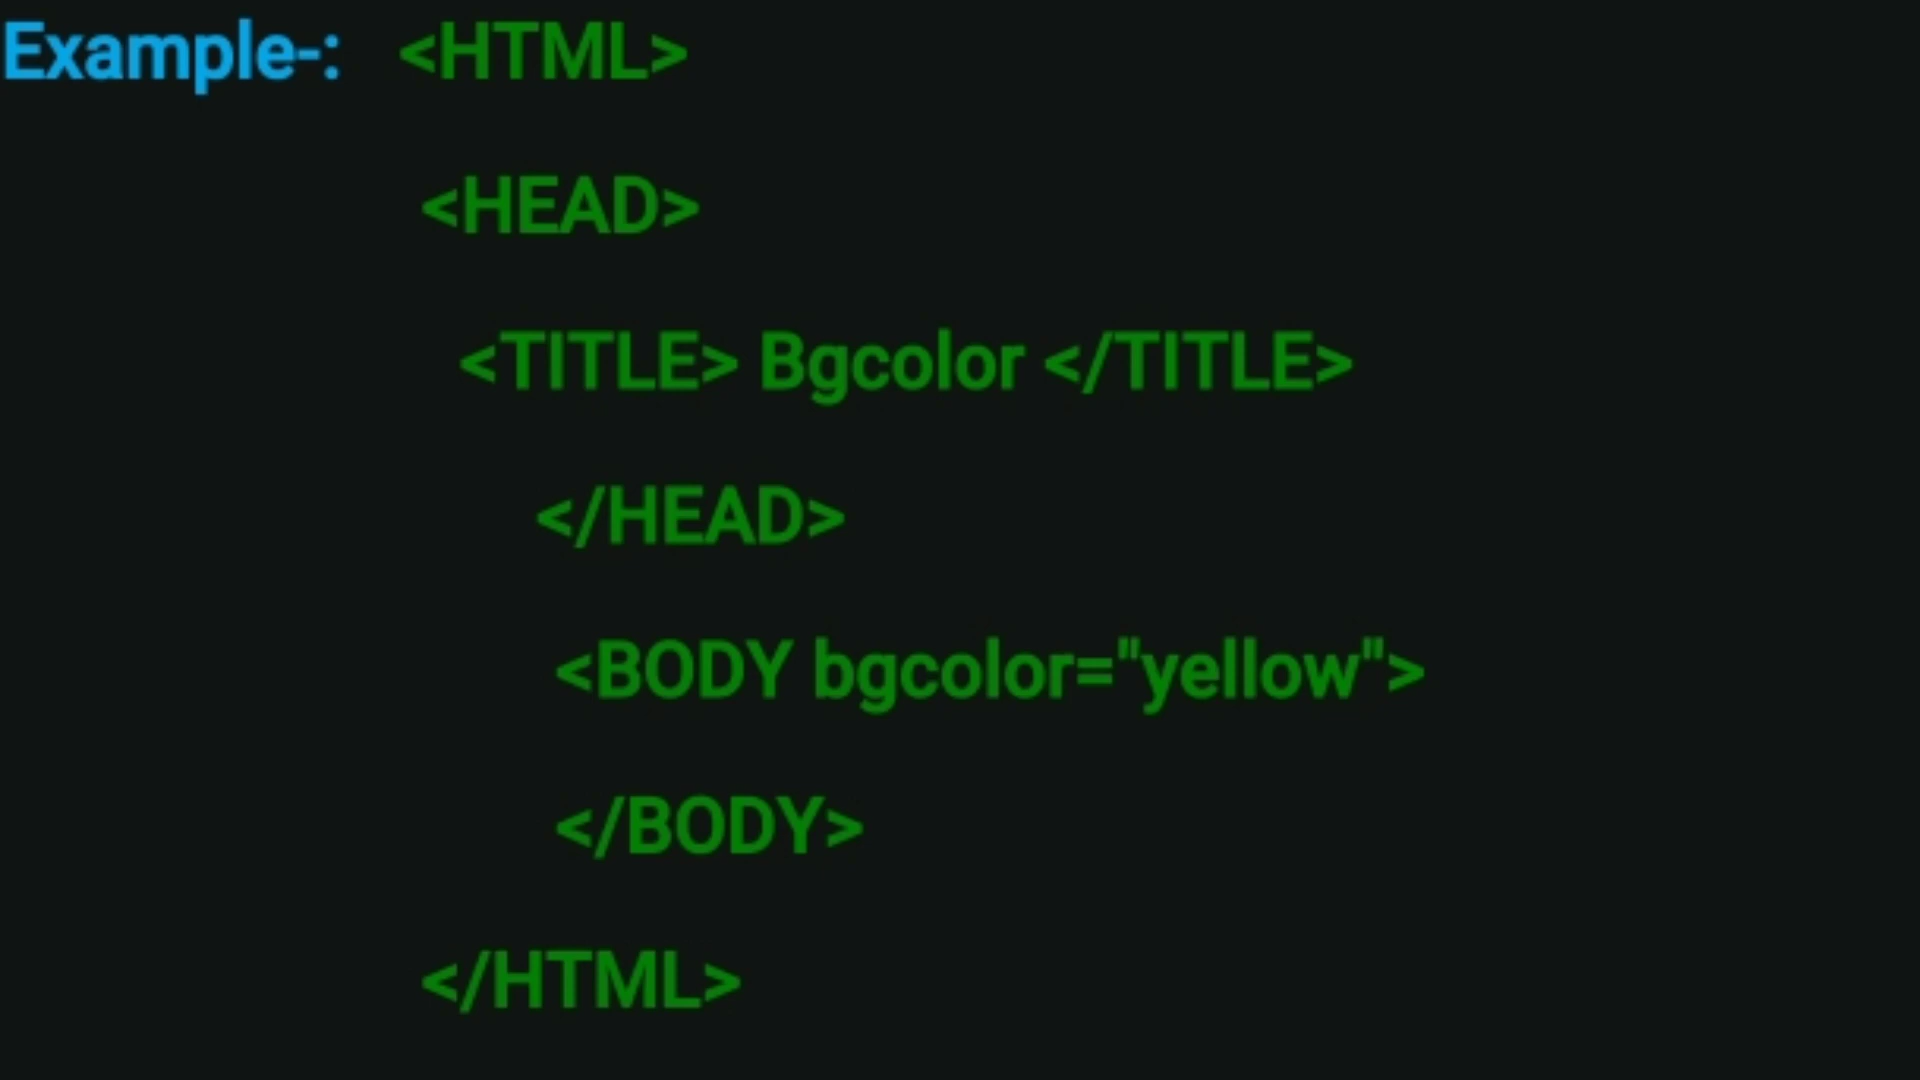 Example-: <HTML>
<HEAD>
<TITLE> Bgcolor </TITLE>
</HEAD>
<BODY bgcolor="yellow">
</BODY>
</HTML>